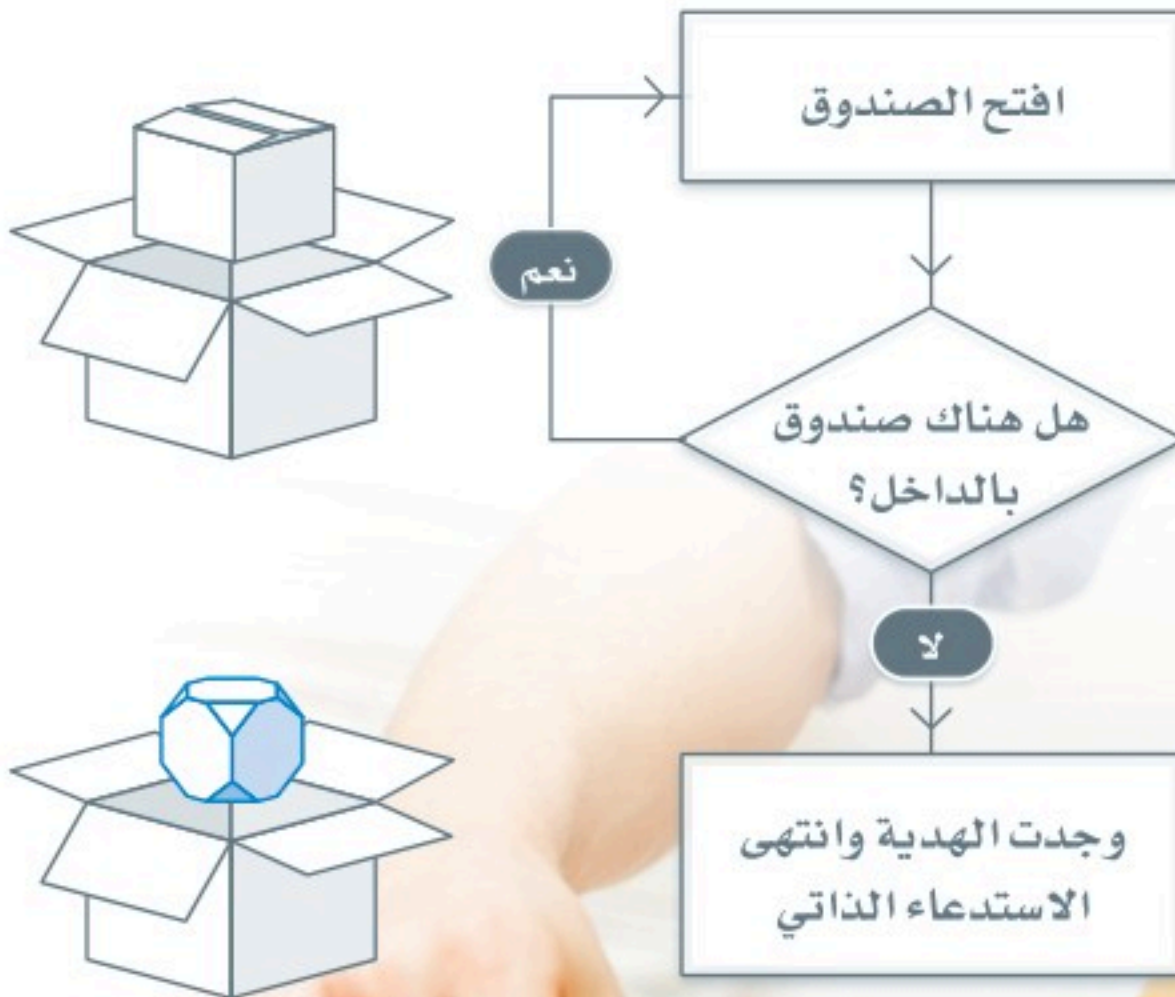 افتح الصندوق
نعم
هل هناك صندوق
بالداخل؟
لا
وجدت الهدية وانتهى
الاستدعاء الذاتي